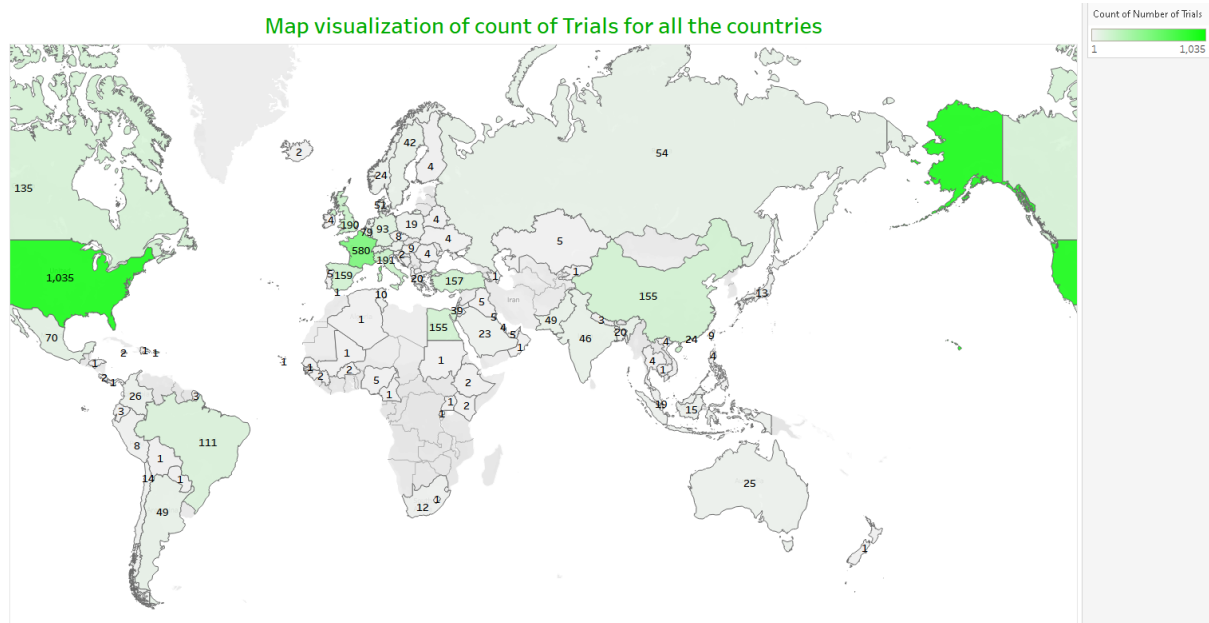 Map visualization of count of Trials for all the countries
Count of Number of Trials
1 1,035
2
42
54
135
24
4
51
4 190 79 93 19 4
8
580 9 4
2 4 5
191
1,035
5 159 20 157 1 1
1 10
13
155
5
39
5 49 3
1 155 23 4 5 46 20 4 24 9
70
1
2 1 1
1
1 1 1 4 4
1 2 2 1
2 1
5 2
26 3 1
3 1 2
1
19 15
8 111
1
14 1
49
12 1
25
1
Iran